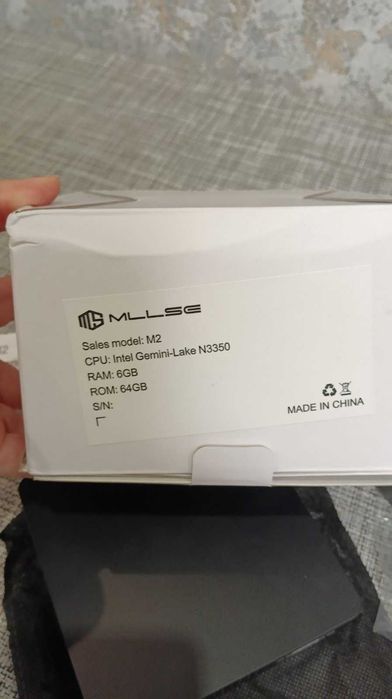 MLLSE
Sales model: M2
CPU: Intel Gemini-Lake N3350
RAM: 6GB
ROM: 64GB
S/N:
MADE IN CHINA